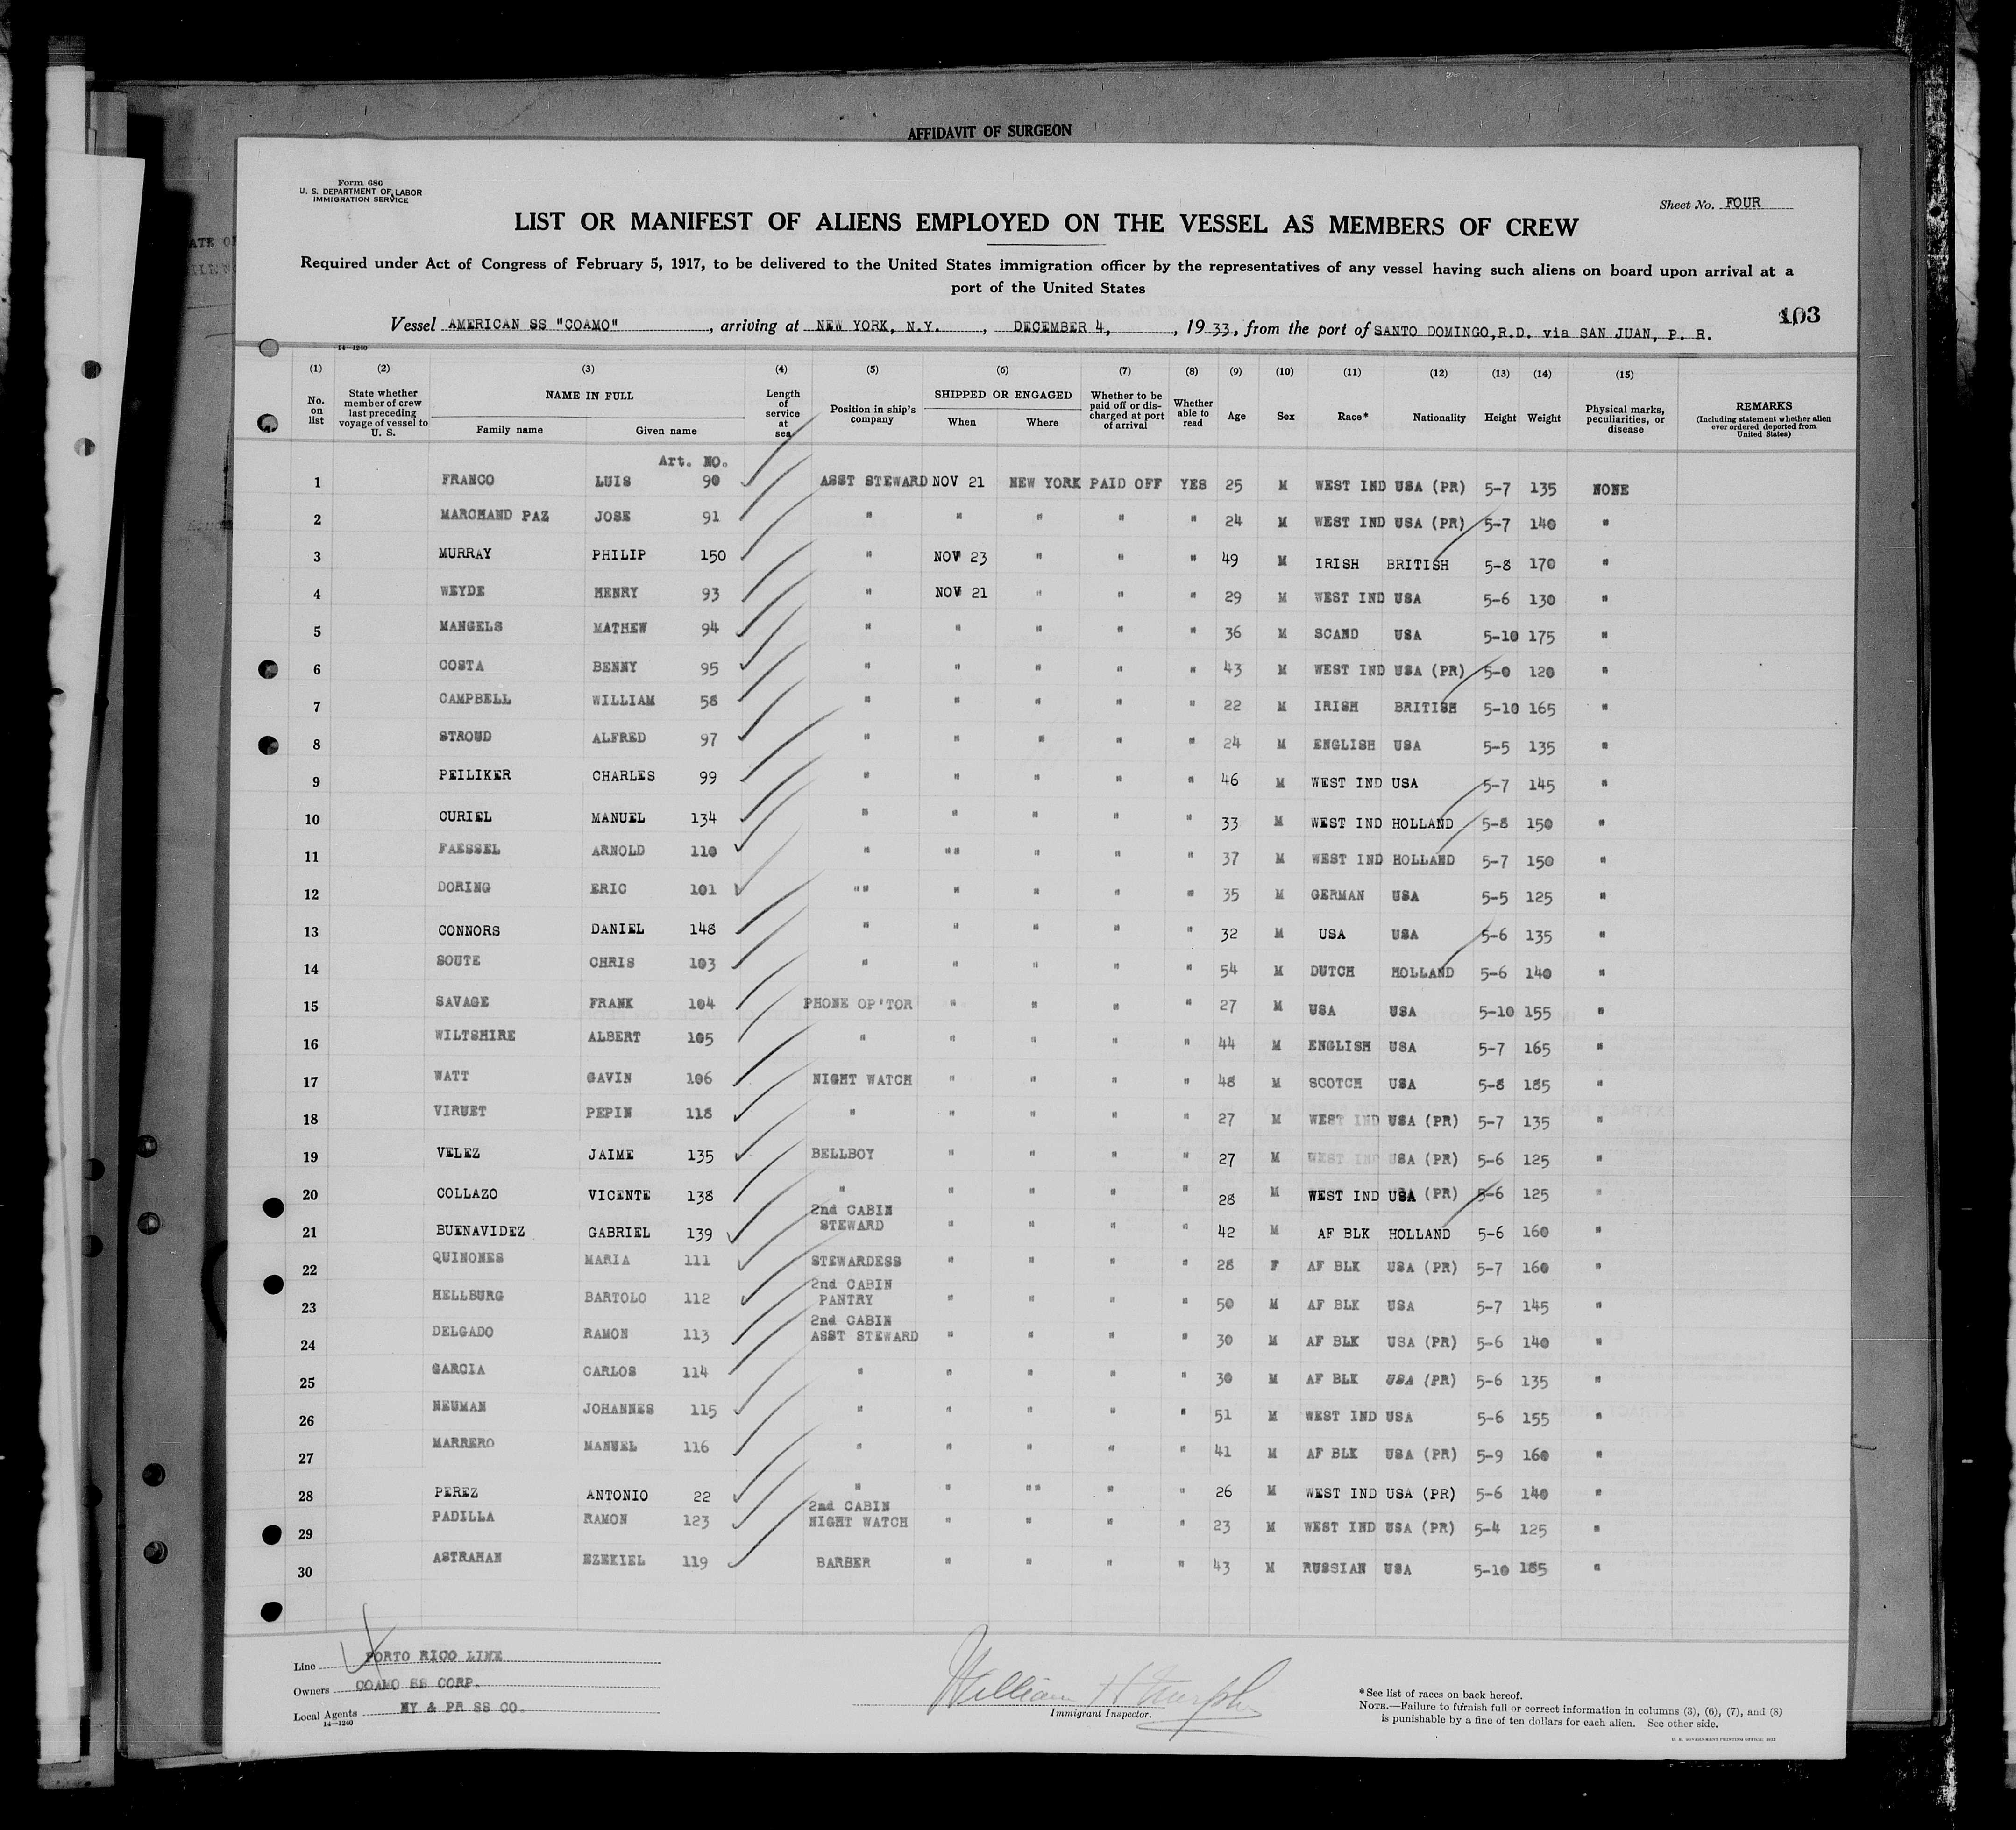 AFFIDAVIT OF SURGEON
Form 680
U. S. DEPARTMENT OF LABOR
IMMIGRATION SERVICE
Sheet No. FOUR
LIST OR MANIFEST OF ALIENS EMPLOYED ON THE VESSEL AS MEMBERS OF CREW
Required under Act of Congress of February 5, 1917, to be delivered to the United States immigration officer by the representatives of any vessel having such aliens on board upon arrival at a
port of the United States
103
Vessel AMERICAN SS "COAMO", arriving at NEW YORK, N.Y., DECEMBER 4, 1933, from the port of SANTO DOMINGO,R.D. via SAN JUAN, P. R.
14—1240
(1) (2) (3) (4) (5) (6) (7) (8) (9) (10) (11) (12) (13) (14) (15)
No. on list State whether member of crew last preceding voyage of vessel to U. S. NAME IN FULL Family name Given name Length of service at sea Position in ship's company SHIPPED OR ENGAGED When Where Whether to be paid off or discharged at port of arrival Whether able to read Age Sex Race* Nationality Height Weight Physical marks, peculiarities, or disease REMARKS (Including statement whether alien ever ordered deported from United States)
Art. NO.
1 FRANCO LUIS 90 ASST STEWARD NOV 21 NEW YORK PAID OFF YES 25 M WEST IND USA (PR) 5-7 135 NONE
2 MARCHAND PAZ JOSE 91 " " " " " 24 M WEST IND USA (PR) 5-7 140 "
3 MURRAY PHILIP 150 " NOV 23 " " " 49 M IRISH BRITISH 5-8 170 "
4 WEYDE HENRY 93 " NOV 21 " " " 29 M WEST IND USA 5-6 130 "
5 MANGELS MATHEW 94 " " " " " 36 M SCAND USA 5-10 175 "
6 COSTA BENNY 95 " " " " " 43 M WEST IND USA (PR) 5-0 120 "
7 CAMPBELL WILLIAM 58 " " " " " 22 M IRISH BRITISH 5-10 165 "
8 STROUD ALFRED 97 " " " " " 24 M ENGLISH USA 5-5 135 "
9 PEILIKER CHARLES 99 " " " " " 46 M WEST IND USA 5-7 145 "
10 CURIEL MANUEL 134 " " " " " 33 M WEST IND HOLLAND 5-8 150 "
11 FAESSEL ARNOLD 110 " "" " " " 37 M WEST IND HOLLAND 5-7 150 "
12 DORING ERIC 101 "" " " " " 35 M GERMAN USA 5-5 125 "
13 CONNORS DANIEL 148 " " " " " 32 M USA USA 5-6 135 "
14 SOUTE CHRIS 103 " " " " " 54 M DUTCH HOLLAND 5-6 140 "
15 SAVAGE FRANK 104 PHONE OP'TOR " " " " 27 M USA USA 5-10 155 "
16 WILTSHIRE ALBERT 105 " " " " " 44 M ENGLISH USA 5-7 165 "
17 WATT GAVIN 106 NIGHT WATCH " " " " 48 M SCOTCH USA 5-8 185 "
18 VIRUET PEPIN 118 " " " " " 27 M WEST IND USA (PR) 5-7 135 "
19 VELEZ JAIME 135 BELLBOY " " " " 27 M WEST IND USA (PR) 5-6 125 "
20 COLLAZO VICENTE 138 " " " " " 28 M WEST IND USA (PR) 5-6 125 "
21 BUENAVIDEZ GABRIEL 139 2nd CABIN STEWARD " " " " 42 M AF BLK HOLLAND 5-6 160 "
22 QUINONES MARIA 111 STEWARDESS " " " " 28 F AF BLK USA (PR) 5-7 160 "
23 HELLBURG BARTOLO 112 2nd CABIN PANTRY " " " " 50 M AF BLK USA 5-7 145 "
24 DELGADO RAMON 113 2nd CABIN ASST STEWARD " " " " 30 M AF BLK USA (PR) 5-6 140 "
25 GARCIA CARLOS 114 " " " " " 30 M AF BLK USA (PR) 5-6 135 "
26 NEUMAN JOHANNES 115 " " " " " 51 M WEST IND USA 5-6 155 "
27 MARRERO MANUEL 116 " " " " " 41 M AF BLK USA (PR) 5-9 160 "
28 PEREZ ANTONIO 22 " " "" " " 26 M WEST IND USA (PR) 5-6 140 "
29 PADILLA RAMON 123 2nd CABIN NIGHT WATCH " " " " 23 M WEST IND USA (PR) 5-4 125 "
30 ASTRAHAN EZEKIEL 119 BARBER " " " " 43 M RUSSIAN USA 5-10 185 "
Line PORTO RICO LINE
Owners COAMO SS CORP.
Local Agents NY & PR SS CO.
14—1240
William H Murphy
Immigrant Inspector.
*See list of races on back hereof.
NOTE.—Failure to furnish full or correct information in columns (3), (6), (7), and (8)
is punishable by a fine of ten dollars for each alien. See other side.